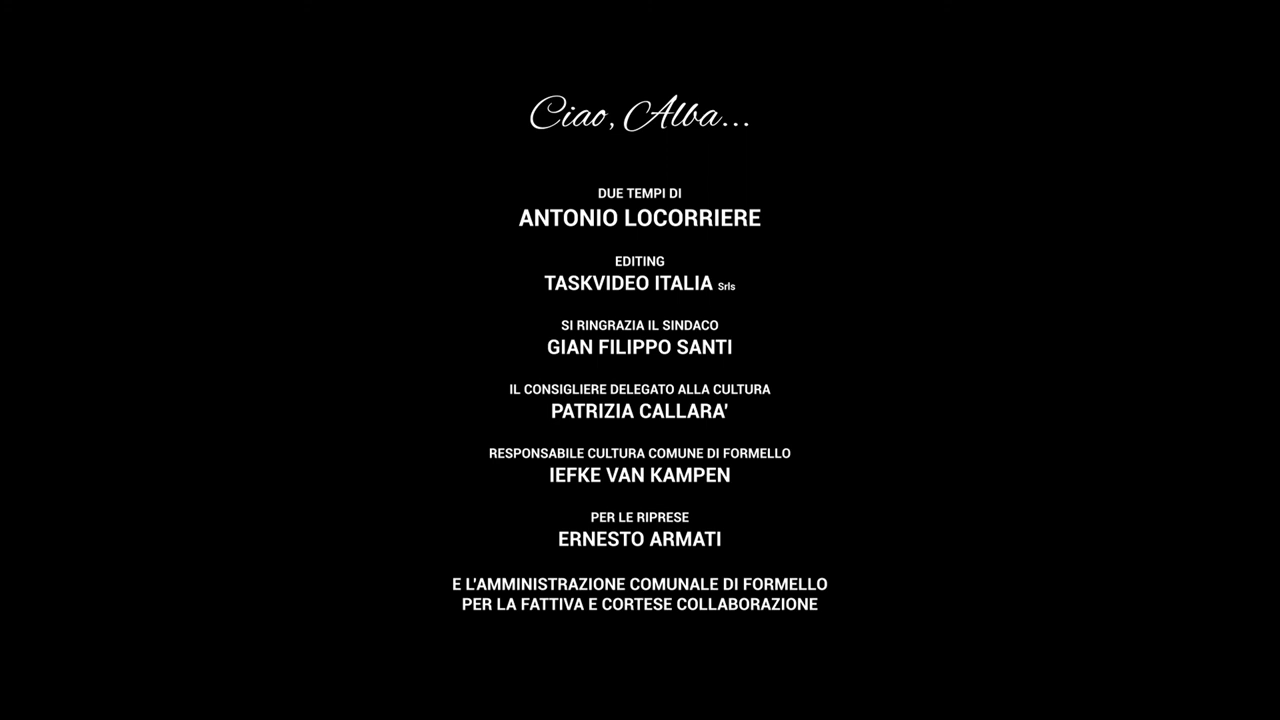 Ciao, Alba...
DUE TEMPI DI
ANTONIO LOCORRIERE
EDITING
TASKVIDEO ITALIA Srls
SI RINGRAZIA IL SINDACO
GIAN FILIPPO SANTI
IL CONSIGLIERE DELEGATO ALLA CULTURA
PATRIZIA CALLARA'
RESPONSABILE CULTURA COMUNE DI FORMELLO
IEFKE VAN KAMPEN
PER LE RIPRESE
ERNESTO ARMATI
E L'AMMINISTRAZIONE COMUNALE DI FORMELLO
PER LA FATTIVA E CORTESE COLLABORAZIONE